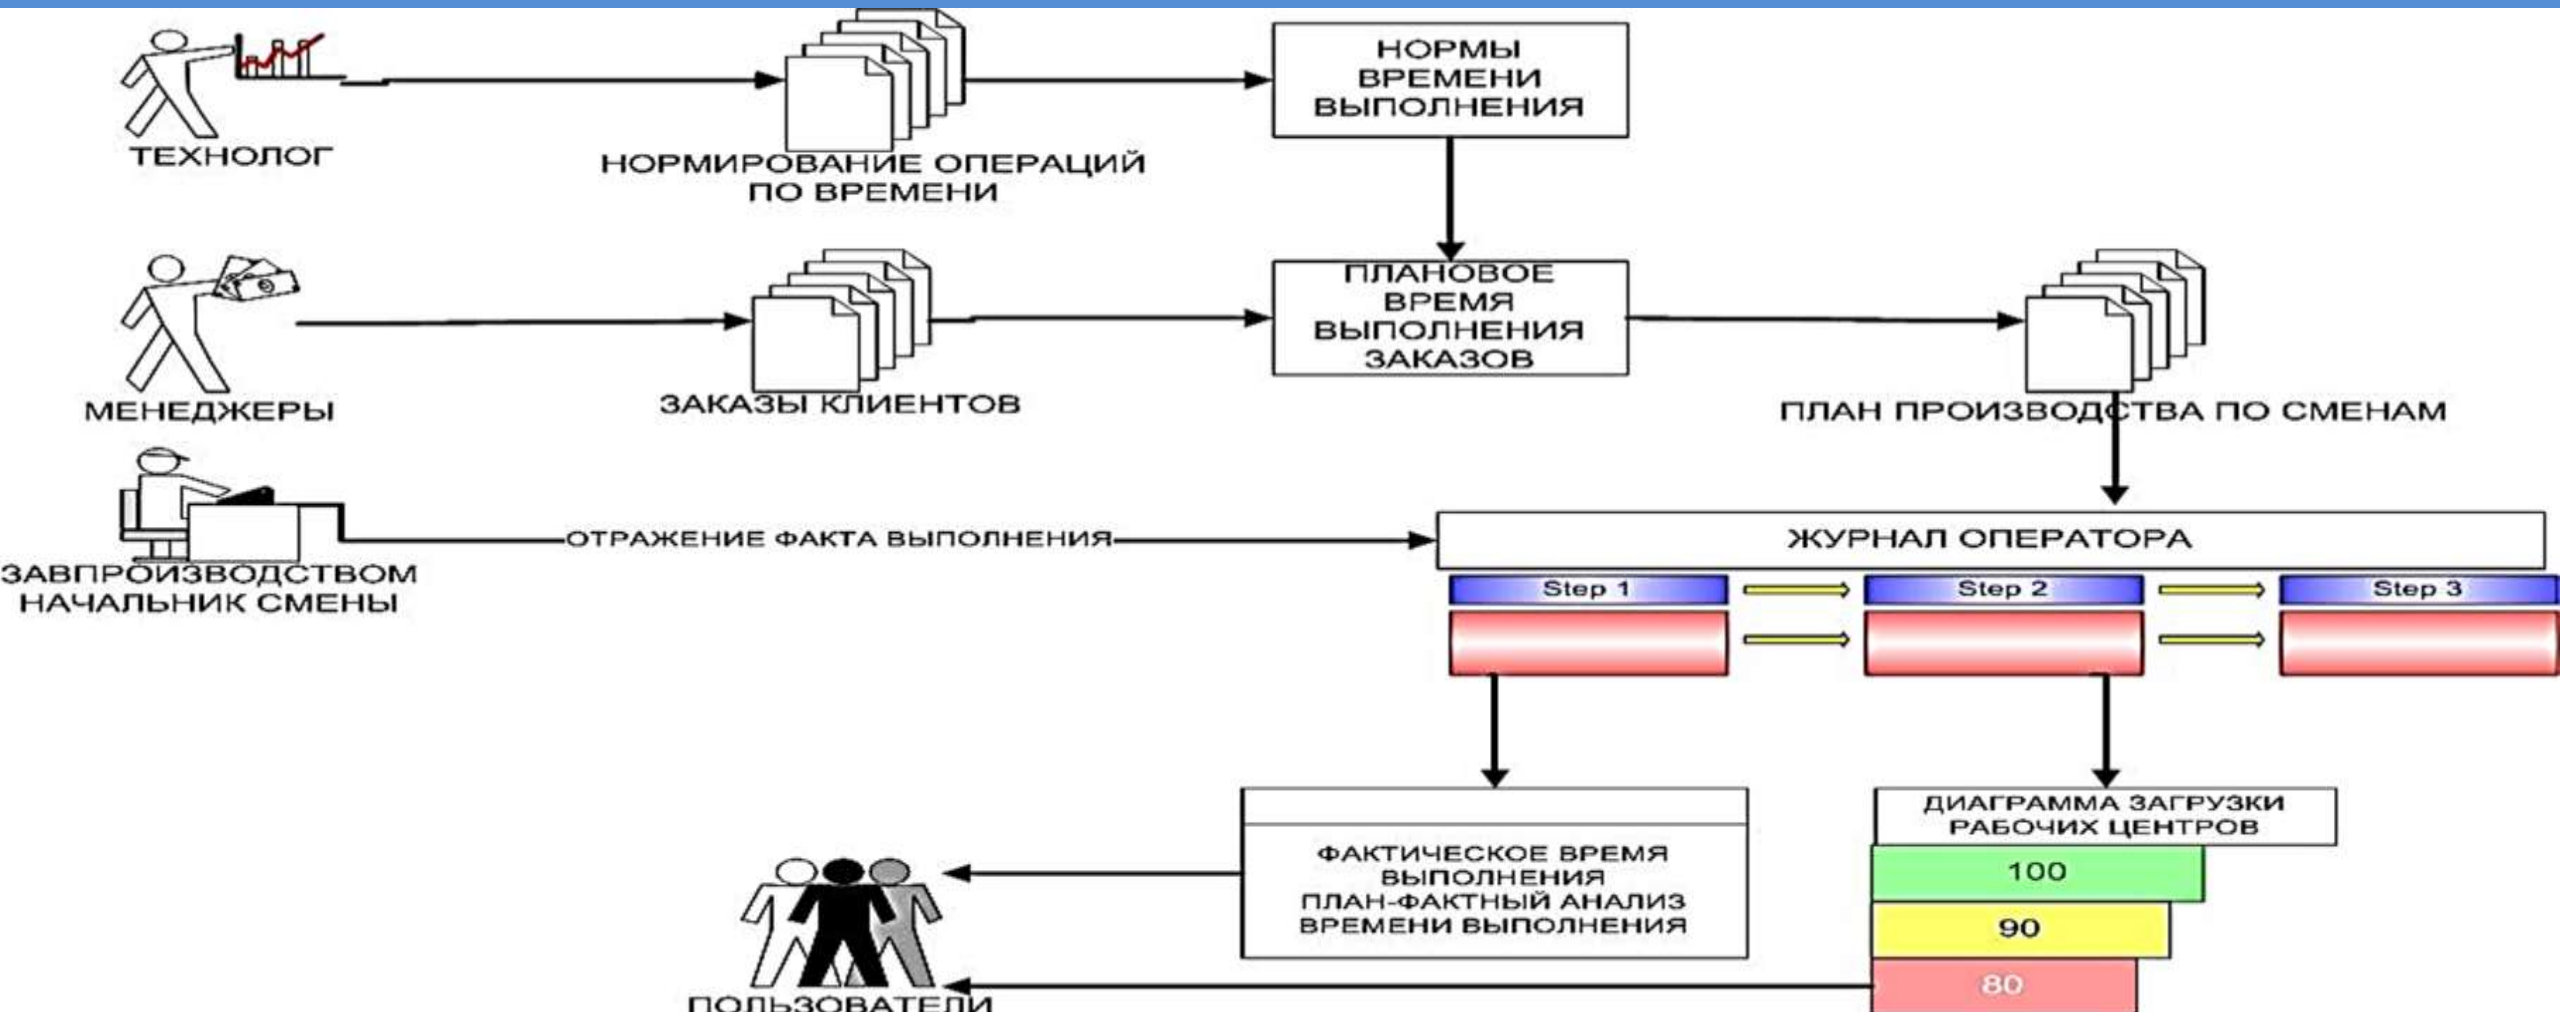 НОРМЫ
ВРЕМЕНИ
ВЫПОЛНЕНИЯ
ТЕХНОЛОГ
НОРМИРОВАНИЕ ОПЕРАЦИЙ
ПО ВРЕМЕНИ
ПЛАНОВОЕ
ВРЕМЯ
ВЫПОЛНЕНИЯ
ЗАКАЗОВ
МЕНЕДЖЕРЫ
ЗАКАЗЫ КЛИЕНТОВ
ПЛАН ПРОИЗВОДСТВА ПО СМЕНАМ
ОТРАЖЕНИЕ ФАКТА ВЫПОЛНЕНИЯ
ЖУРНАЛ ОПЕРАТОРА
ЗАВПРОИЗВОДСТВОМ
НАЧАЛЬНИК СМЕНЫ
Step 1
Step 2
Step 3
ФАКТИЧЕСКОЕ ВРЕМЯ
ВЫПОЛНЕНИЯ
ПЛАН-ФАКТНЫЙ АНАЛИЗ
ВРЕМЕНИ ВЫПОЛНЕНИЯ
ДИАГРАММА ЗАГРУЗКИ
РАБОЧИХ ЦЕНТРОВ
100
90
80
ПОЛЬЗОВАТЕЛИ